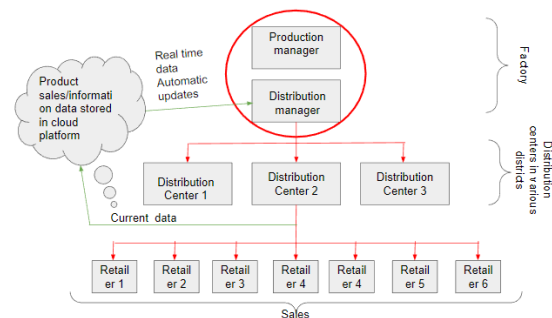 Real time
data
Automatic
updates
Production
manager
Distribution
manager
Factory
Product
sales/informati
on data stored
in cloud
platform
Distribution
Center 1
Distribution
Center 2
Distribution
Center 3
Distribution
centers in various
districts
Current data
Retail
er 1
Retail
er 2
Retail
er 3
Retail
er 4
Retail
er 4
Retail
er 5
Retail
er 6
Sales